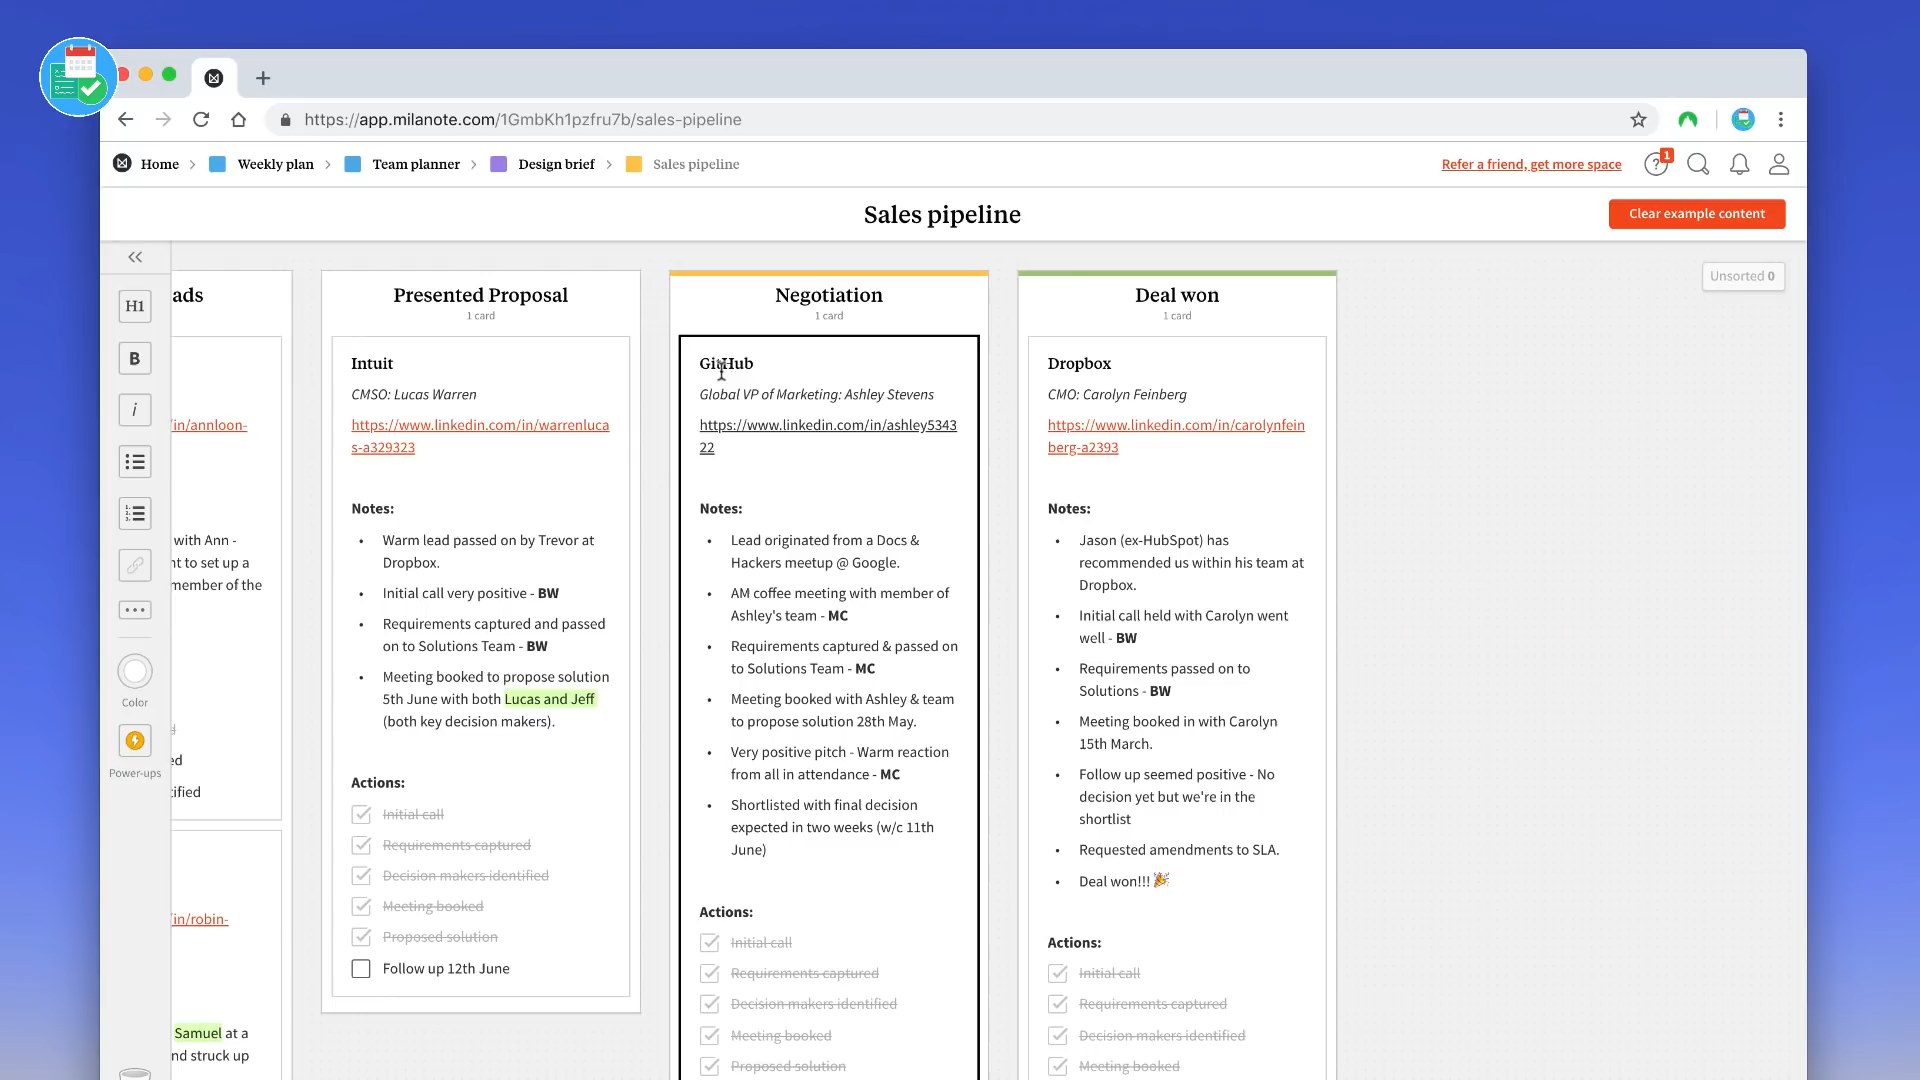 https://app.milanote.com/1GmbKh1pzfru7b/sales-pipeline
Home
Weekly plan
Team planner
Design brief
Sales pipeline
Refer a friend, get more space
1
Sales pipeline
Clear example content
H1
B
i
Color
Power-ups
Unsorted 0
ads
in/annloon-
with Ann -
nt to set up a
member of the
ed
tified
in/robin-
Samuel at a
nd struck up
Presented Proposal
1 card
Intuit
CMSO: Lucas Warren
https://www.linkedin.com/in/warrenluca
s-a329323
Notes:
• Warm lead passed on by Trevor at
Dropbox.
• Initial call very positive - BW
• Requirements captured and passed
on to Solutions Team - BW
• Meeting booked to propose solution
5th June with both Lucas and Jeff
(both key decision makers).
Actions:
Initial call
Requirements captured
Decision makers identified
Meeting booked
Proposed solution
Follow up 12th June
Negotiation
1 card
GitHub
Global VP of Marketing: Ashley Stevens
https://www.linkedin.com/in/ashley5343
22
Notes:
• Lead originated from a Docs &
Hackers meetup @ Google.
• AM coffee meeting with member of
Ashley's team - MC
• Requirements captured & passed on
to Solutions Team - MC
• Meeting booked with Ashley & team
to propose solution 28th May.
• Very positive pitch - Warm reaction
from all in attendance - MC
• Shortlisted with final decision
expected in two weeks (w/c 11th
June)
Actions:
Initial call
Requirements captured
Decision makers identified
Meeting booked
Proposed solution
Deal won
1 card
Dropbox
CMO: Carolyn Feinberg
https://www.linkedin.com/in/carolynfein
berg-a2393
Notes:
• Jason (ex-HubSpot) has
recommended us within his team at
Dropbox.
• Initial call held with Carolyn went
well - BW
• Requirements passed on to
Solutions - BW
• Meeting booked in with Carolyn
15th March.
• Follow up seemed positive - No
decision yet but we're in the
shortlist
• Requested amendments to SLA.
• Deal won!!! 🎉
Actions:
Initial call
Requirements captured
Decision makers identified
Meeting booked